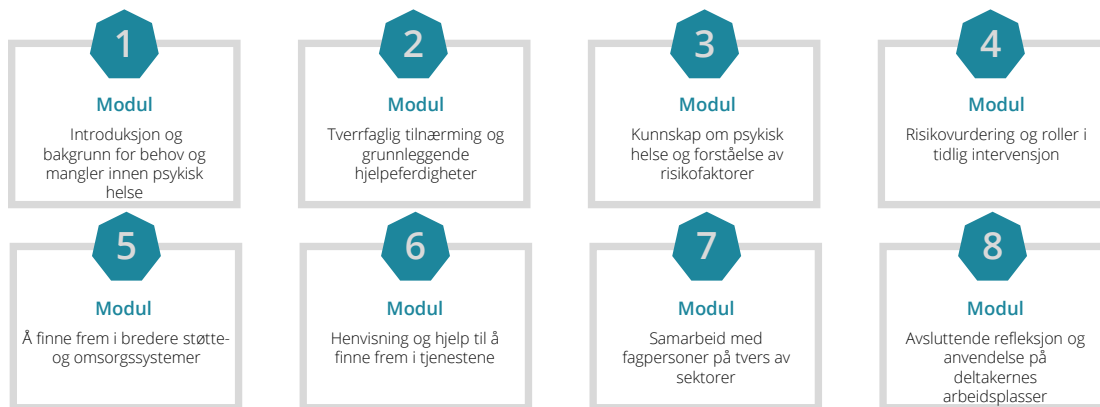 1
Modul
Introduksjon og
bakgrunn for behov og
mangler innen psykisk
helse
2
Modul
Tverrfaglig tilnærming og
grunnleggende
hjelpeferdigheter
3
Modul
Kunnskap om psykisk
helse og forståelse av
risikofaktorer
4
Modul
Risikovurdering og roller i
tidlig intervensjon
5
Modul
Å finne frem i bredere støtte-
og omsorgssystemer
6
Modul
Henvisning og hjelp til å
finne frem i tjenestene
7
Modul
Samarbeid med
fagpersoner på tvers av
sektorer
8
Modul
Avsluttende refleksjon og
anvendelse på
deltakernes
arbeidsplasser